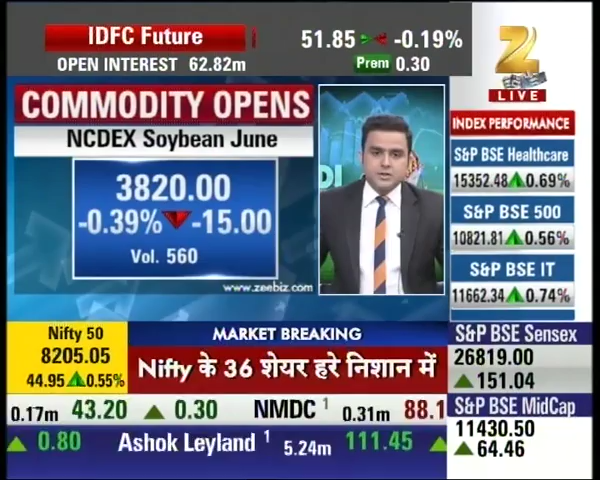 IDFC Future
51.85 -0.19%
OPEN INTEREST 62.82m
Prem 0.30
LIVE
COMMODITY OPENS
NCDEX Soybean June
3820.00
-0.39% -15.00
Vol. 560
www.zeebiz.com
INDEX PERFORMANCE
S&P BSE Healthcare
15352.48 0.69%
S&P BSE 500
10821.81 0.56%
S&P BSE IT
11662.34 0.74%
Nifty 50
8205.05
44.95 0.55%
MARKET BREAKING
Nifty के 36 शेयर हरे निशान में
S&P BSE Sensex
26819.00
151.04
S&P BSE MidCap
11430.50
64.46
0.17m 43.20 0.30 NMDC 1 0.31m 88.1
0.80 Ashok Leyland 1 5.24m 111.45